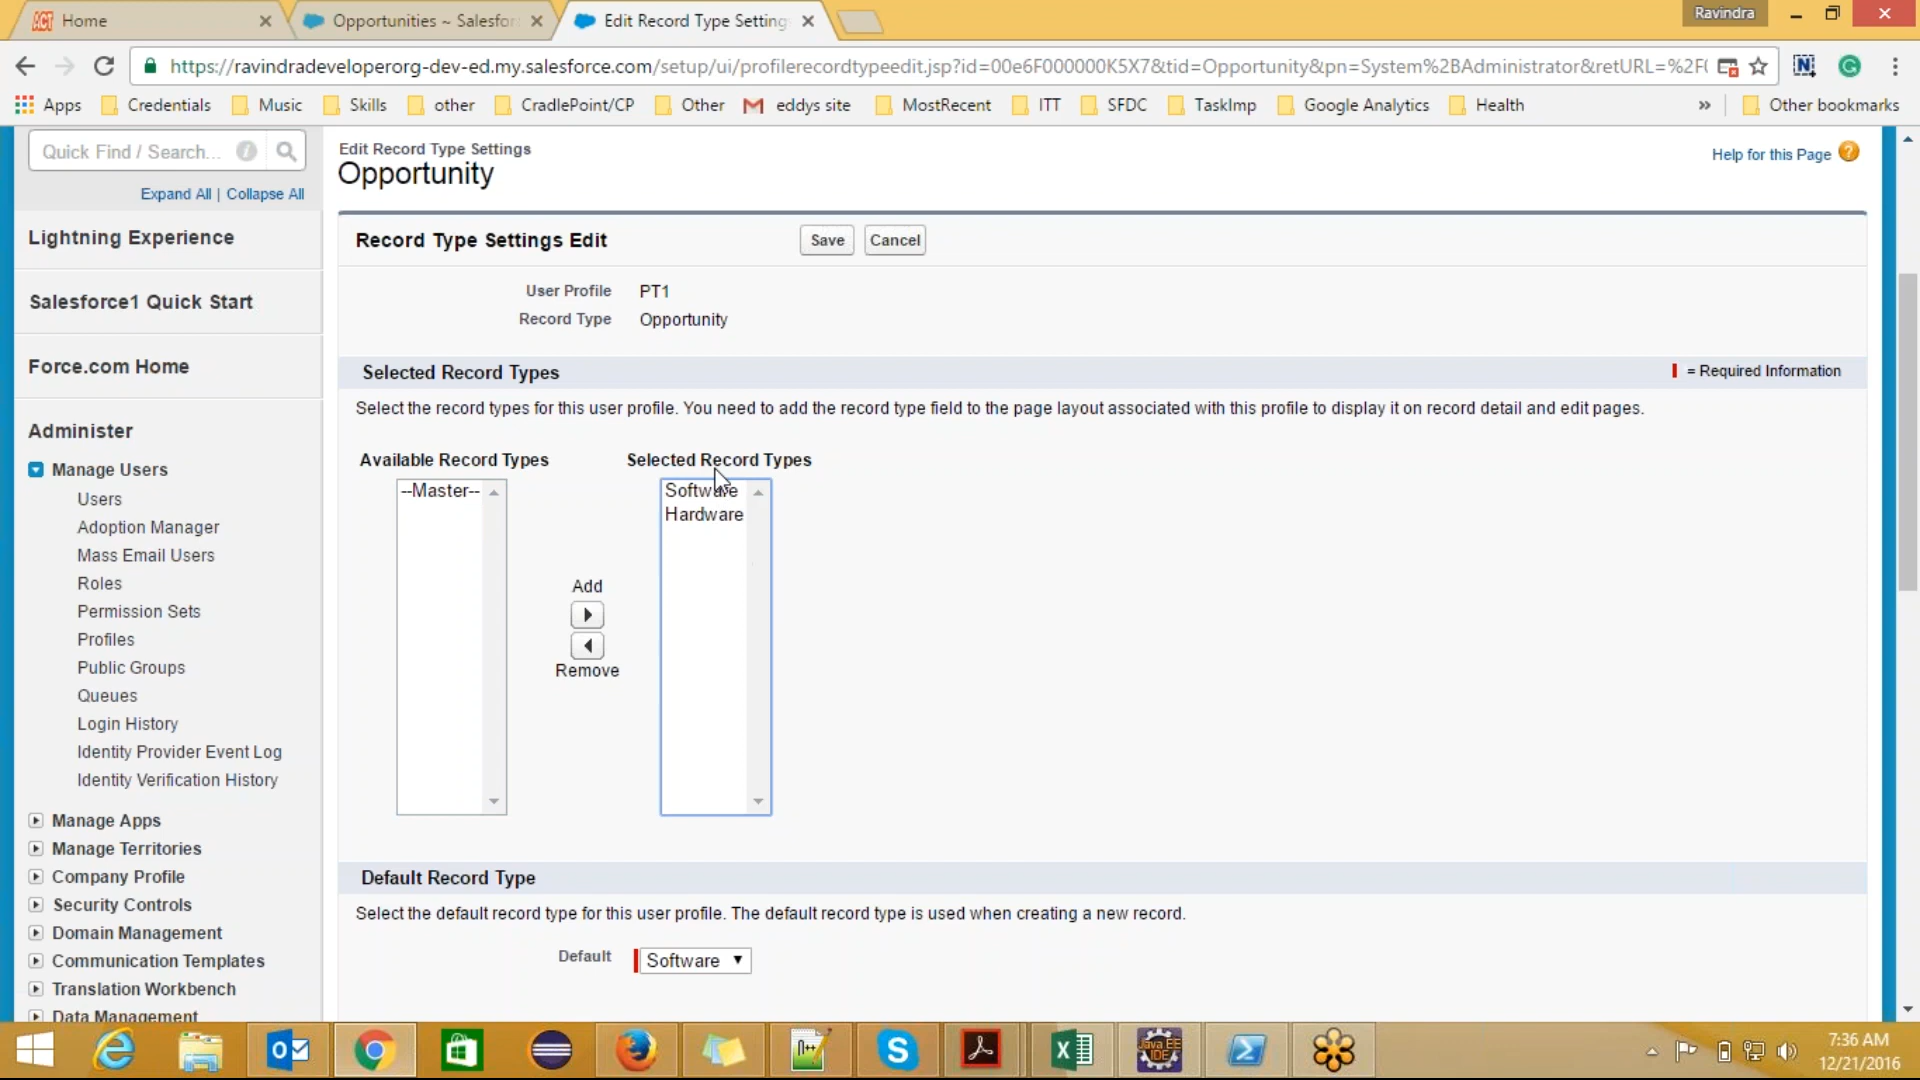 Home
Opportunities ~ Salesfor
Edit Record Type Setting
Ravindra
https://ravindradeveloperorg-dev-ed.my.salesforce.com/setup/ui/profilerecordtypeedit.jsp?id=00e6F000000K5X7&tid=Opportunity&pn=System%2BAdministrator&retURL=%2F(
Apps
Credentials
Music
Skills
other
CradlePoint/CP
Other
eddys site
MostRecent
ITT
SFDC
TaskImp
Google Analytics
Health
»
Other bookmarks
Quick Find / Search...
Expand All | Collapse All
Lightning Experience
Salesforce1 Quick Start
Force.com Home
Administer
Manage Users
Users
Adoption Manager
Mass Email Users
Roles
Permission Sets
Profiles
Public Groups
Queues
Login History
Identity Provider Event Log
Identity Verification History
Manage Apps
Manage Territories
Company Profile
Security Controls
Domain Management
Communication Templates
Translation Workbench
Data Management
Edit Record Type Settings
Opportunity
Help for this Page
Record Type Settings Edit
Save
Cancel
User Profile PT1
Record Type Opportunity
Selected Record Types
= Required Information
Select the record types for this user profile. You need to add the record type field to the page layout associated with this profile to display it on record detail and edit pages.
Available Record Types
Selected Record Types
--Master--
Software
Hardware
Add
Remove
Default Record Type
Select the default record type for this user profile. The default record type is used when creating a new record.
Default Software
Java EE
IDE
7:36 AM
12/21/2016